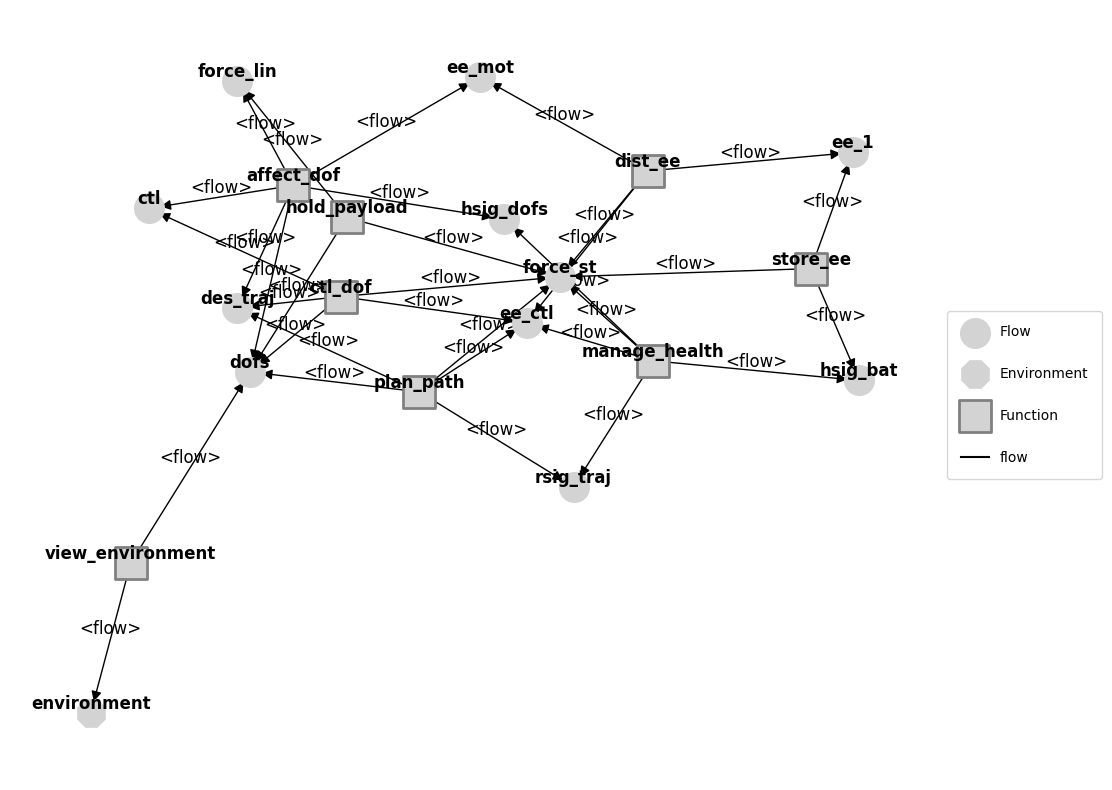 force_lin
ee_mot
<flow>
<flow>
<flow>
<flow>
ee_1
<flow>
dist_ee
affect_dof
<flow>
<flow>
ctl
<flow>
hold_payload
hsig_dofs
<flow>
<flow>
<flow>
<flow>
<flow>
<flow>
store_ee
<flow>
force_st
<flow>
<flow>
<flow>
ctl_dof
<flow>
des_traj
<flow>
<flow>
ee_ctl
<flow>
<flow>
<flow>
<flow>
<flow>
<flow>
manage_health
<flow>
dofs
<flow>
hsig_bat
plan_path
<flow>
<flow>
rsig_traj
<flow>
view_environment
<flow>
environment
Flow
Environment
Function
flow